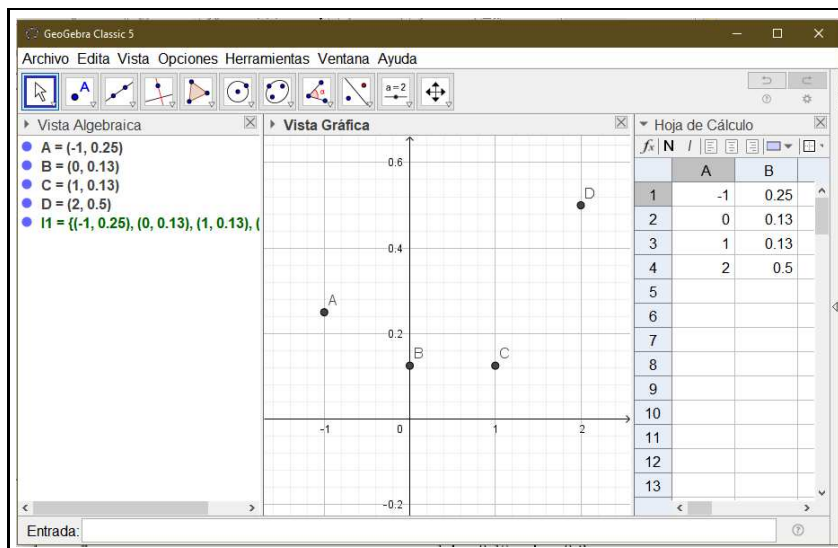 GeoGebra Classic 5
Archivo Edita Vista Opciones Herramientas Ventana Ayuda
A
α
a=2
Vista Algebraica
A = (-1, 0.25)
B = (0, 0.13)
C = (1, 0.13)
D = (2, 0.5)
l1 = {(-1, 0.25), (0, 0.13), (1, 0.13), (
Vista Gráfica
0.6
D
0.4
A
0.2
B C
-1 0 1 2
-0.2
Hoja de Cálculo
fx N I
A B
1 -1 0.25
2 0 0.13
3 1 0.13
4 2 0.5
5
6
7
8
9
10
11
12
13
Entrada: